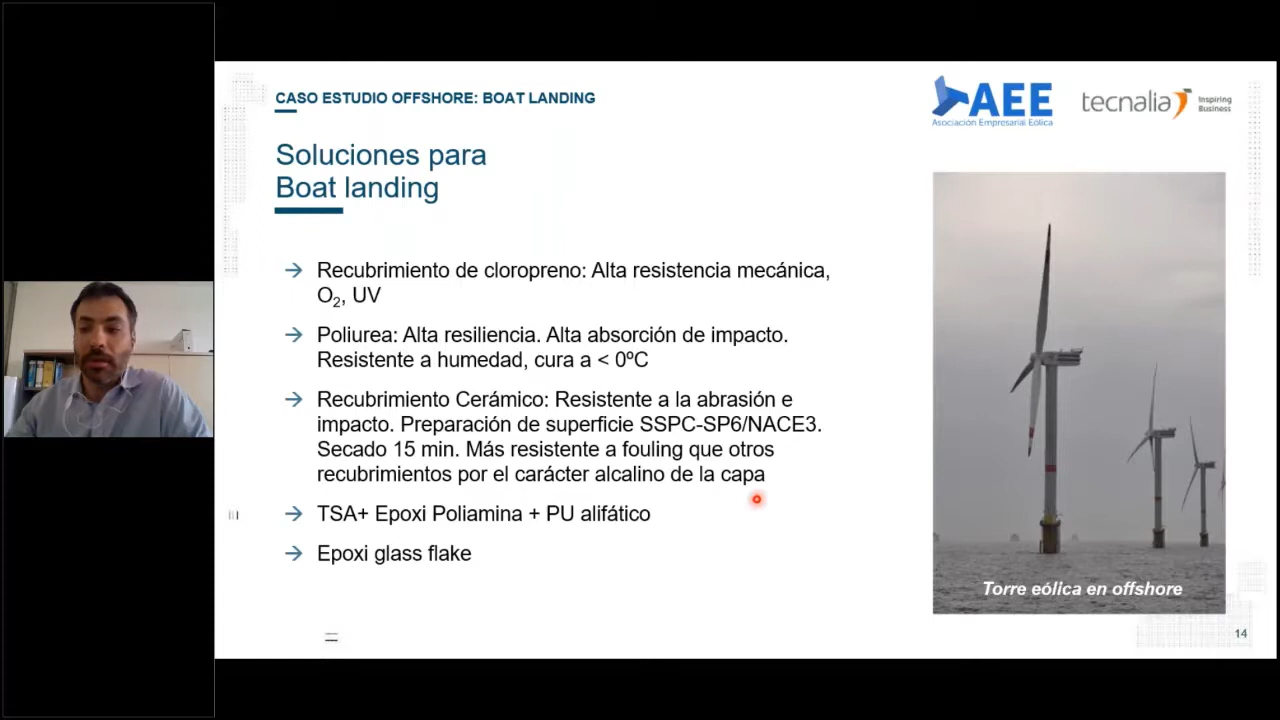 CASO ESTUDIO OFFSHORE: BOAT LANDING
AEE
Asociación Empresarial Eólica
tecnalia Inspiring Business
Soluciones para
Boat landing
→ Recubrimiento de cloropreno: Alta resistencia mecánica,
O₂, UV
→ Poliurea: Alta resiliencia. Alta absorción de impacto.
Resistente a humedad, cura a < 0ºC
→ Recubrimiento Cerámico: Resistente a la abrasión e
impacto. Preparación de superficie SSPC-SP6/NACE3.
Secado 15 min. Más resistente a fouling que otros
recubrimientos por el carácter alcalino de la capa
→ TSA+ Epoxi Poliamina + PU alifático
→ Epoxi glass flake
Torre eólica en offshore
14